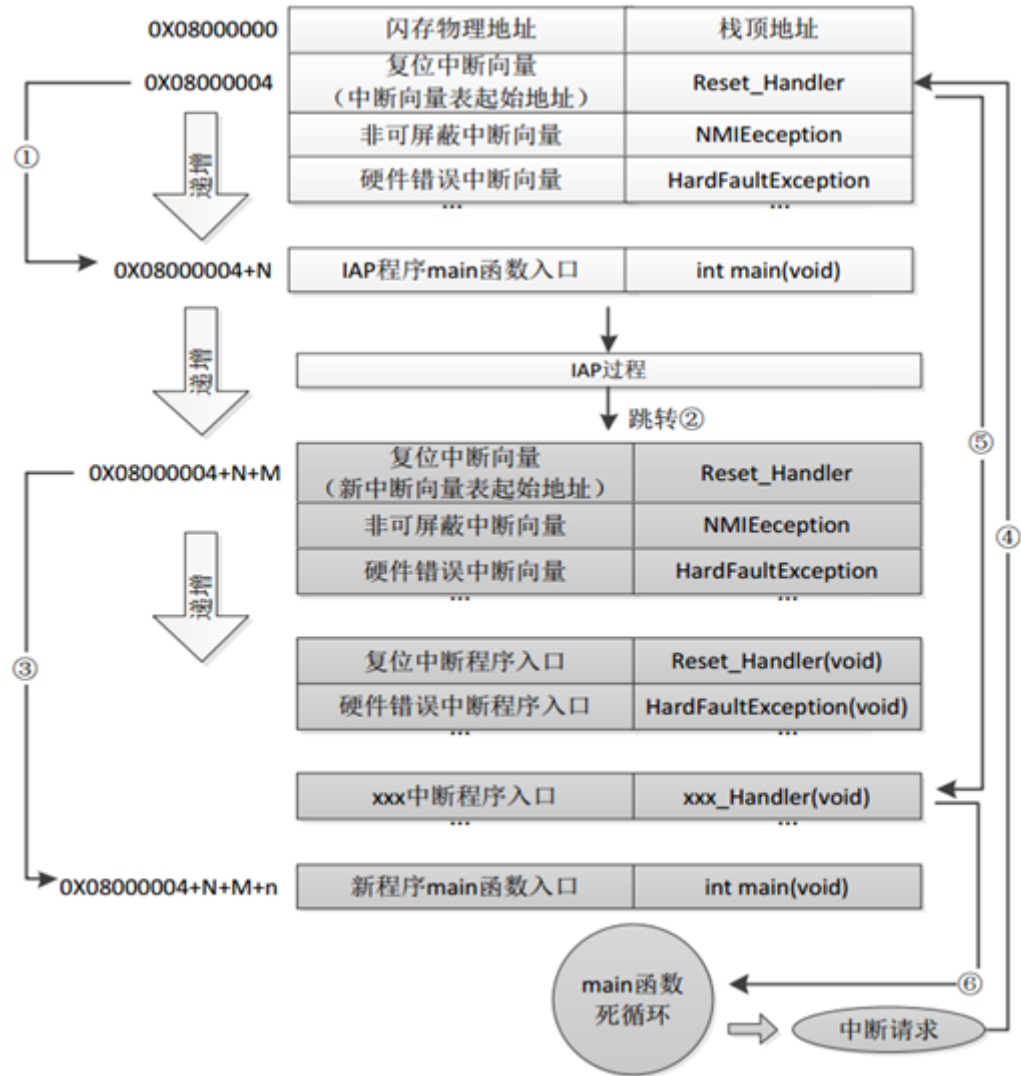 0X08000000 闪存物理地址 栈顶地址
0X08000004 复位中断向量
(中断向量表起始地址) Reset_Handler
非可屏蔽中断向量 NMIEeception
硬件错误中断向量 HardFaultException
... ...
①
递增
0X08000004+N IAP程序main函数入口 int main(void)
递增
IAP过程
跳转②
⑤
0X08000004+N+M 复位中断向量
(新中断向量表起始地址) Reset_Handler
非可屏蔽中断向量 NMIEeception
④
硬件错误中断向量 HardFaultException
... ...
递增
③
复位中断程序入口 Reset_Handler(void)
硬件错误中断程序入口 HardFaultException(void)
... ...
xxx中断程序入口 xxx_Handler(void)
... ...
0X08000004+N+M+n 新程序main函数入口 int main(void)
⑥
main函数
死循环
中断请求